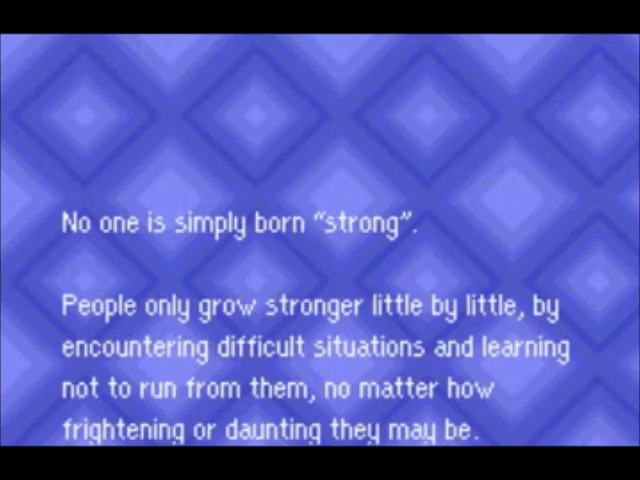 No one is simply born “strong”.
People only grow stronger little by little, by
encountering difficult situations and learning
not to run from them, no matter how
frightening or daunting they may be.